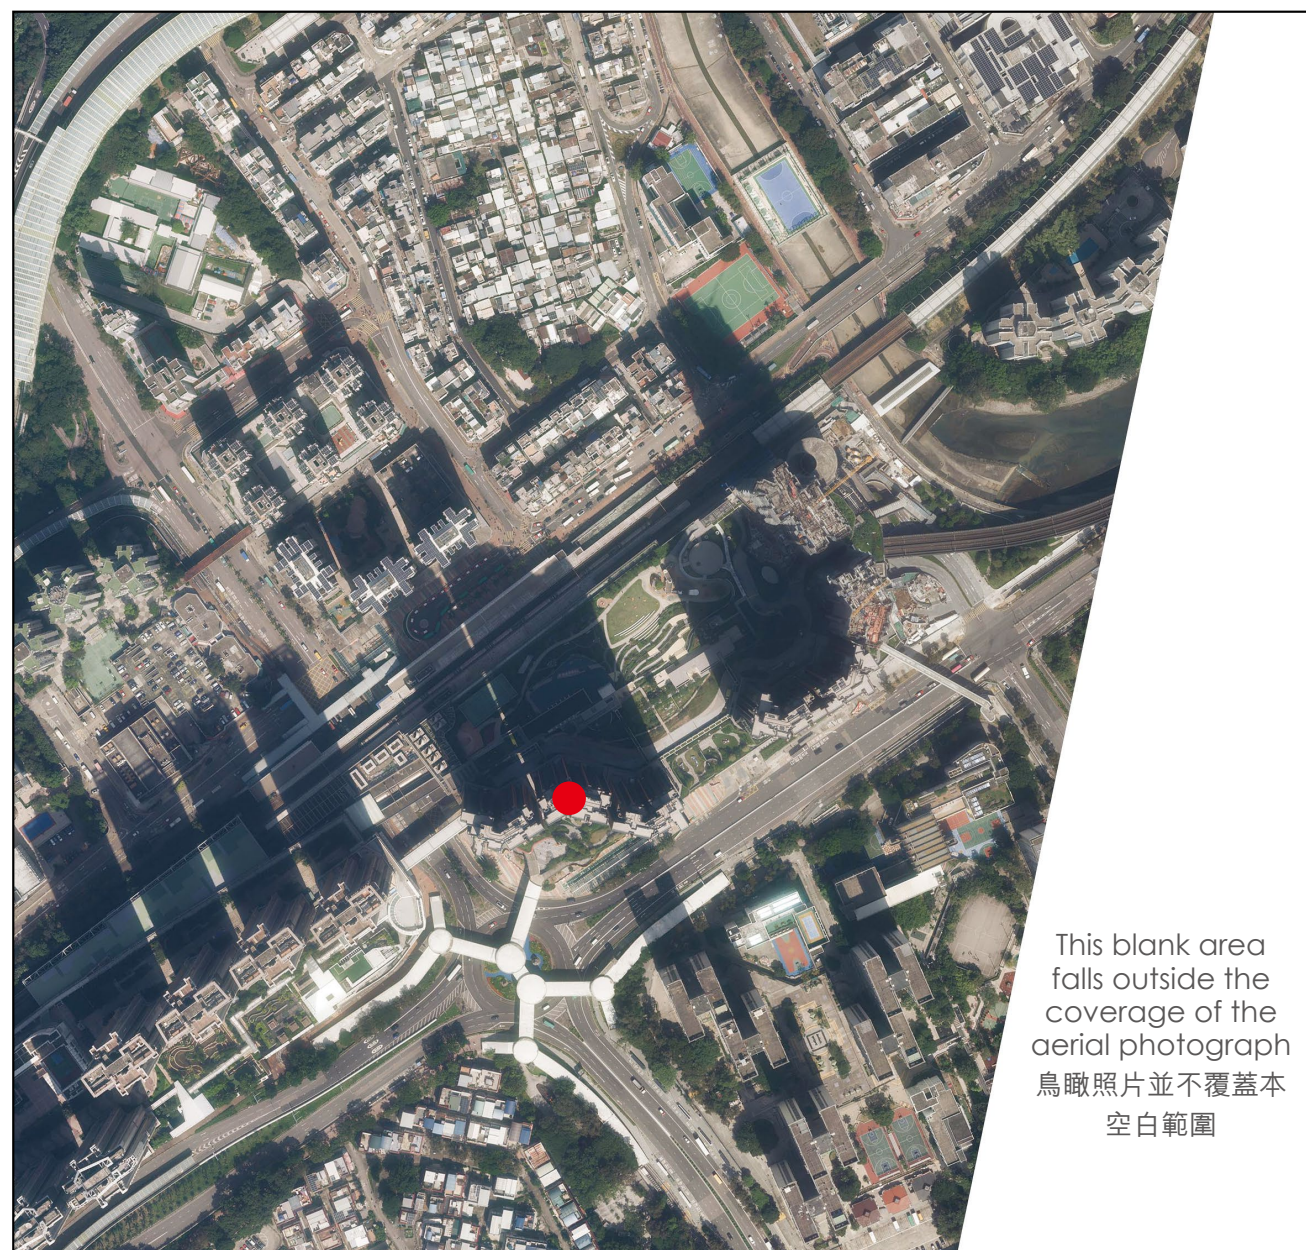 This blank area
falls outside the
coverage of the
aerial photograph
鳥瞰照片並不覆蓋本
空白範圍